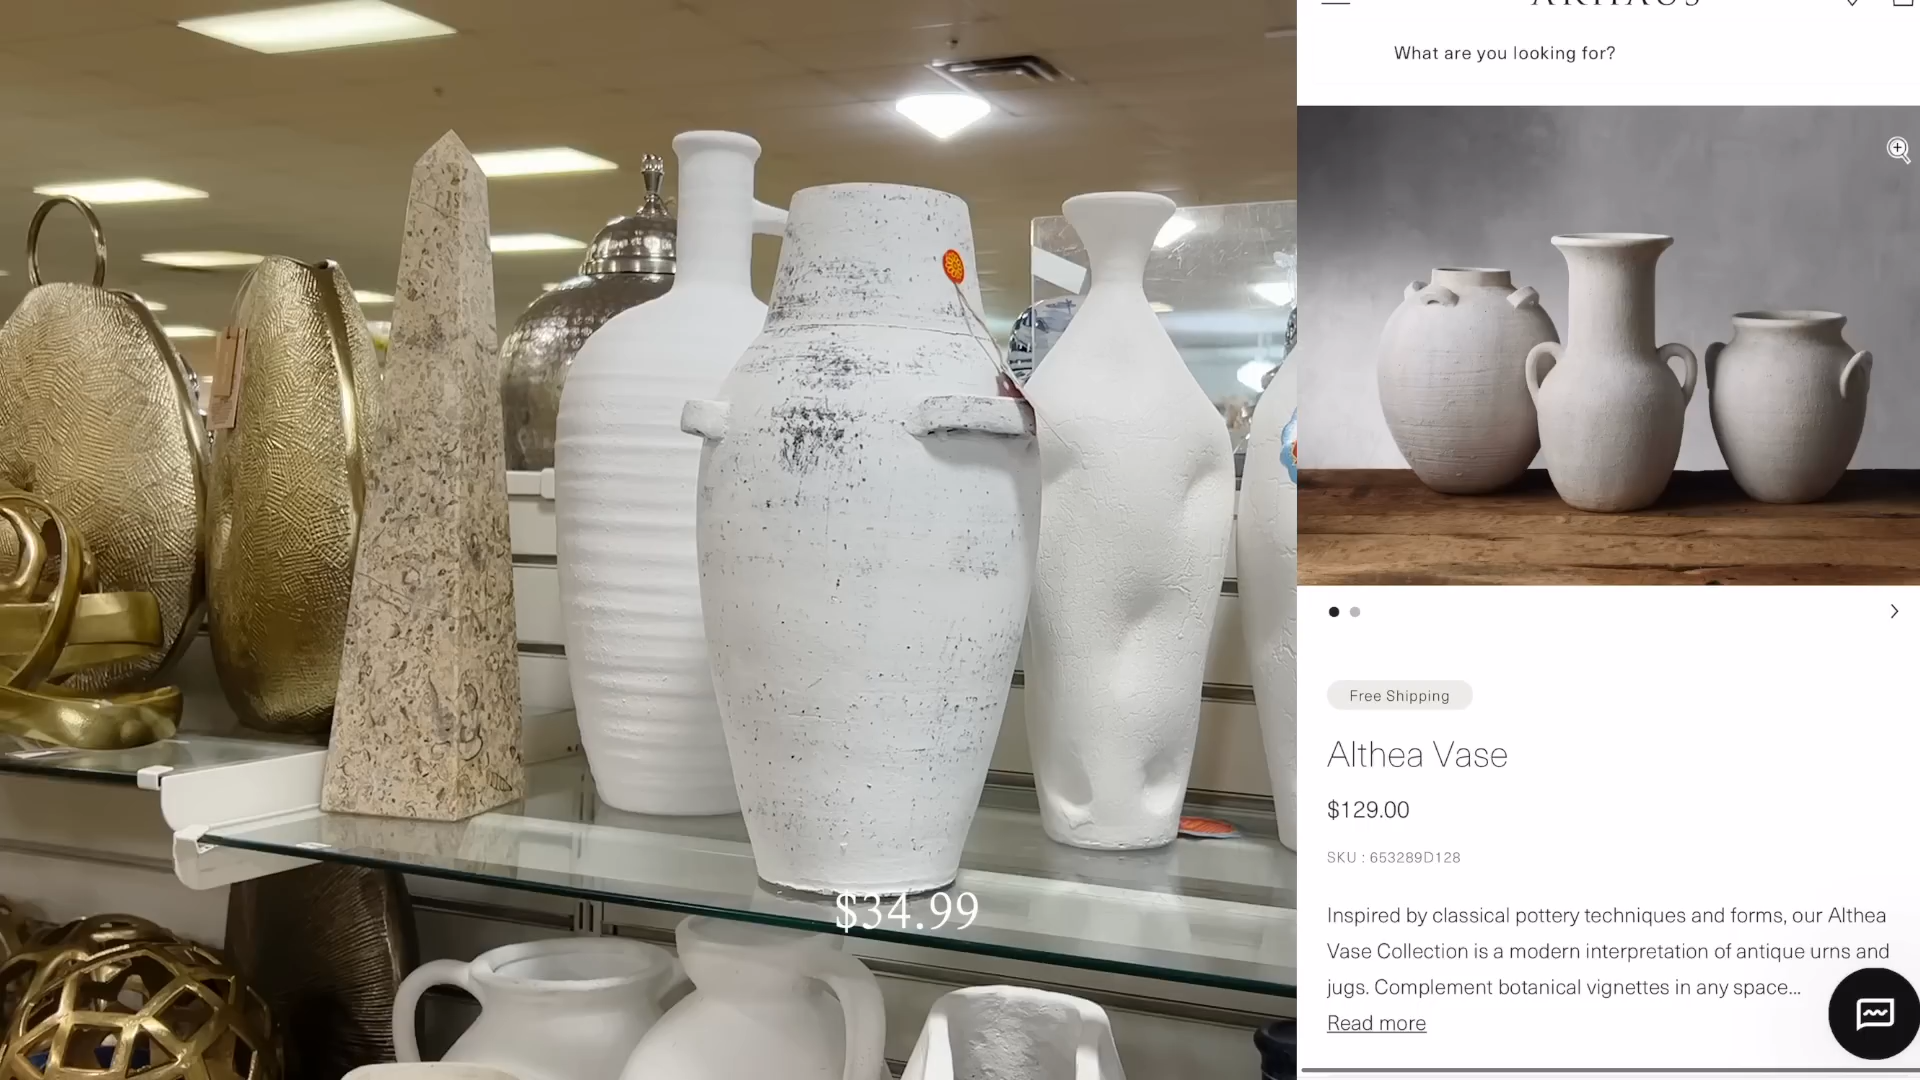 What are you looking for?
Free Shipping
Althea Vase
$129.00
SKU : 653289D128
Inspired by classical pottery techniques and forms, our Althea
Vase Collection is a modern interpretation of antique urns and
jugs. Complement botanical vignettes in any space...
Read more
$34.99